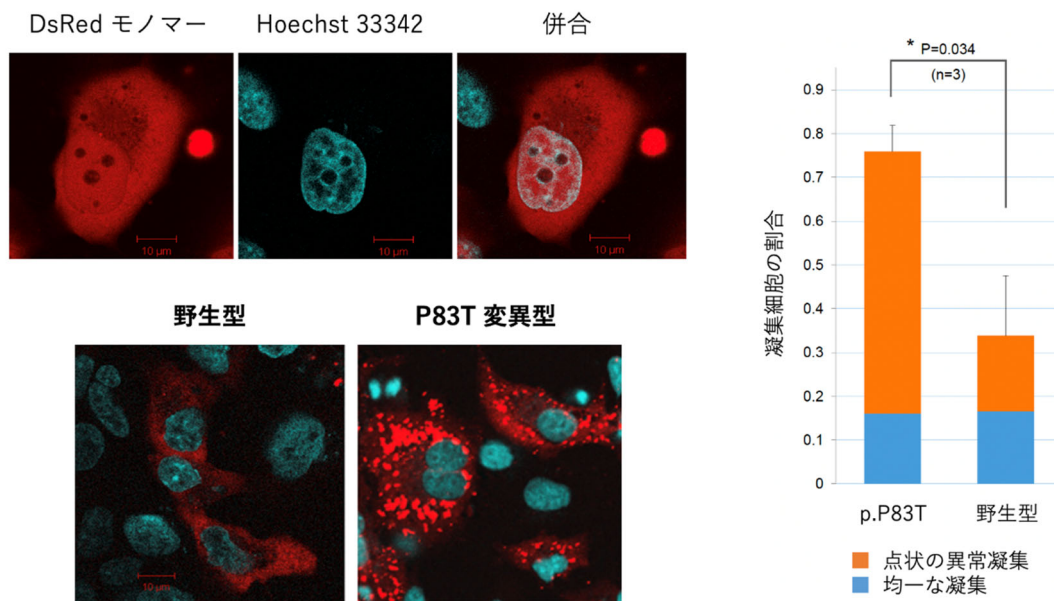 DsRed モノマー
Hoechst 33342
併合
10 μm
10 μm
10 μm
野生型
P83T 変異型
10 μm
* P=0.034
(n=3)
凝集細胞の割合
0.9
0.8
0.7
0.6
0.5
0.4
0.3
0.2
0.1
0
p.P83T
野生型
点状の異常凝集
均一な凝集